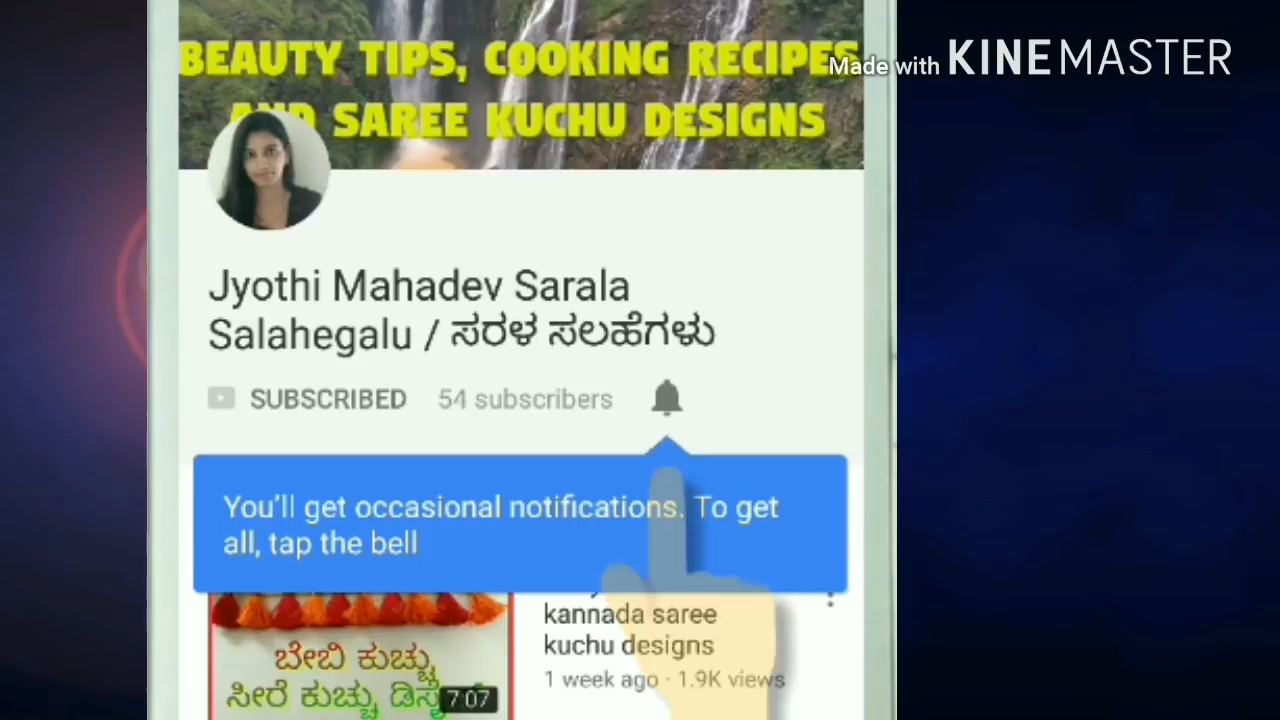 BEAUTY TIPS, COOKING RECIPES
AND SAREE KUCHU DESIGNS
Made with KINEMASTER
Jyothi Mahadev Sarala
Salahegalu / ಸರಳ ಸಲಹೆಗಳು
SUBSCRIBED 54 subscribers
You'll get occasional notifications. To get
all, tap the bell
kannada saree
kuchu designs
1 week ago · 1.9K views
ಬೇಬಿ ಕುಚ್ಚು
ಸೀರೆ ಕುಚ್ಚು
7:07